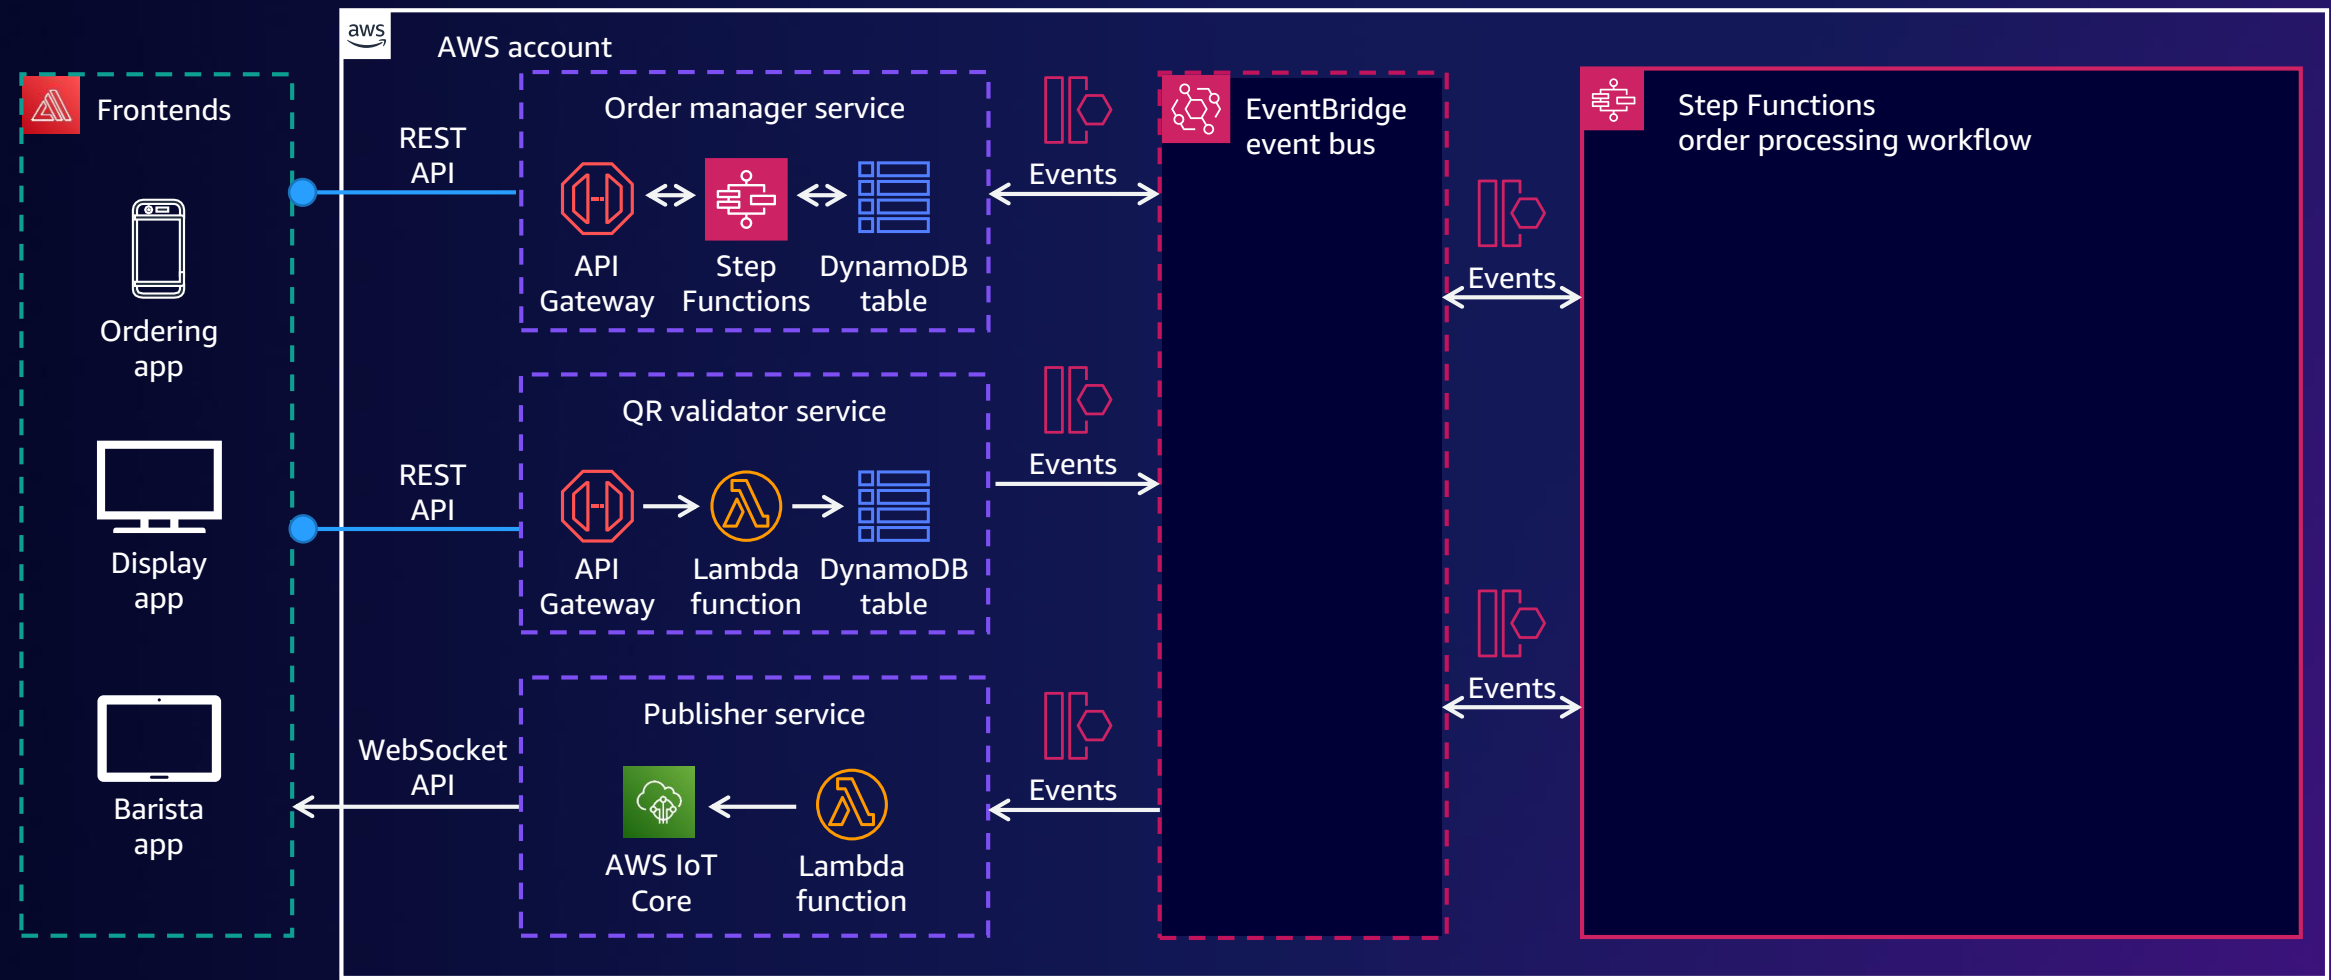 aws
AWS account
Frontends
Ordering
app
Display
app
Barista
app
REST
API
REST
API
WebSocket
API
Order manager service
API
Gateway
Step
Functions
DynamoDB
table
QR validator service
API
Gateway
Lambda
function
DynamoDB
table
Publisher service
AWS IoT
Core
Lambda
function
Events
Events
Events
EventBridge
event bus
Events
Events
Step Functions
order processing workflow